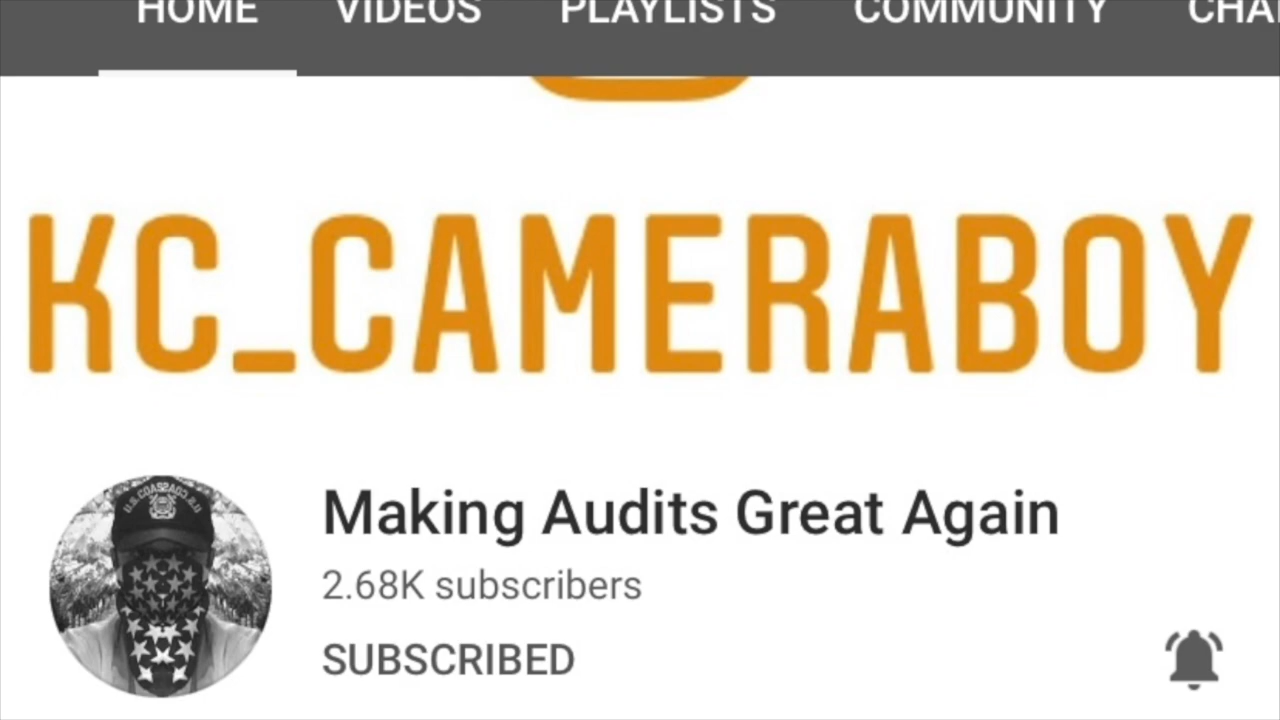 HOME VIDEOS PLAYLISTS COMMUNITY
KC_CAMERABOY
Making Audits Great Again
2.68K subscribers
SUBSCRIBED